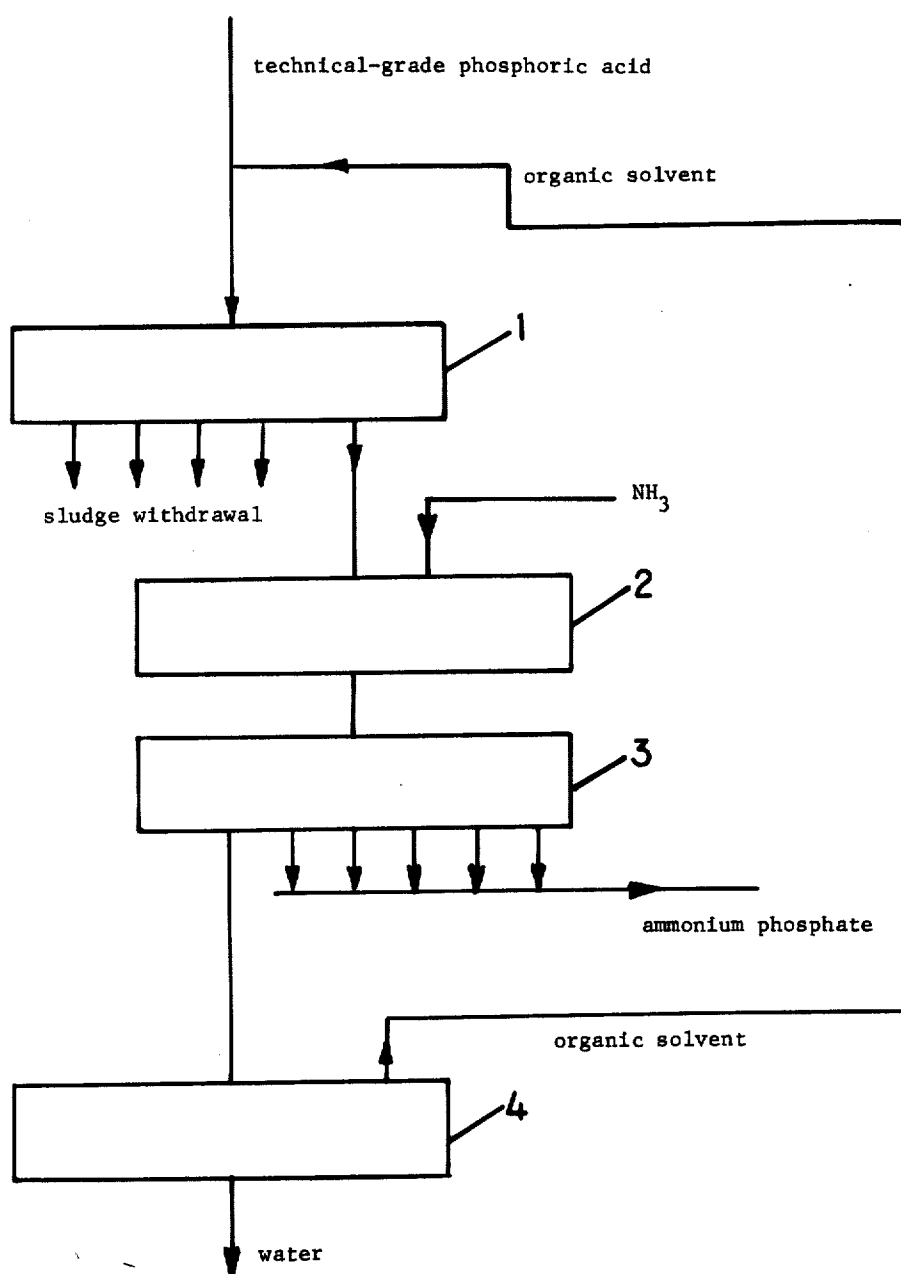 technical-grade phosphoric acid
organic solvent
1
sludge withdrawal
NH3
2
3
ammonium phosphate
organic solvent
4
water